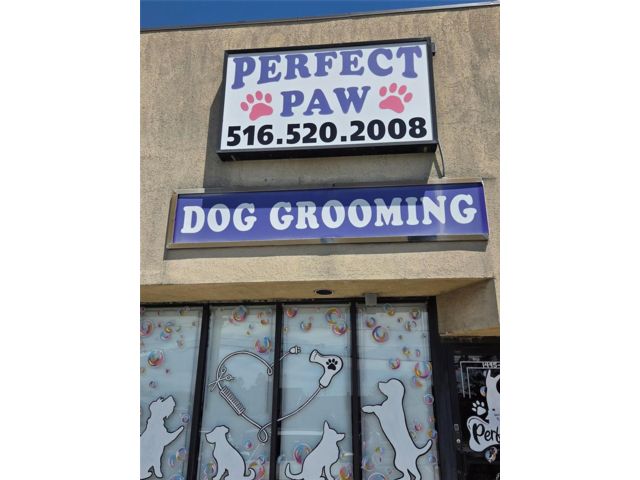 PERFECT
PAW
516.520.2008
DOG GROOMING